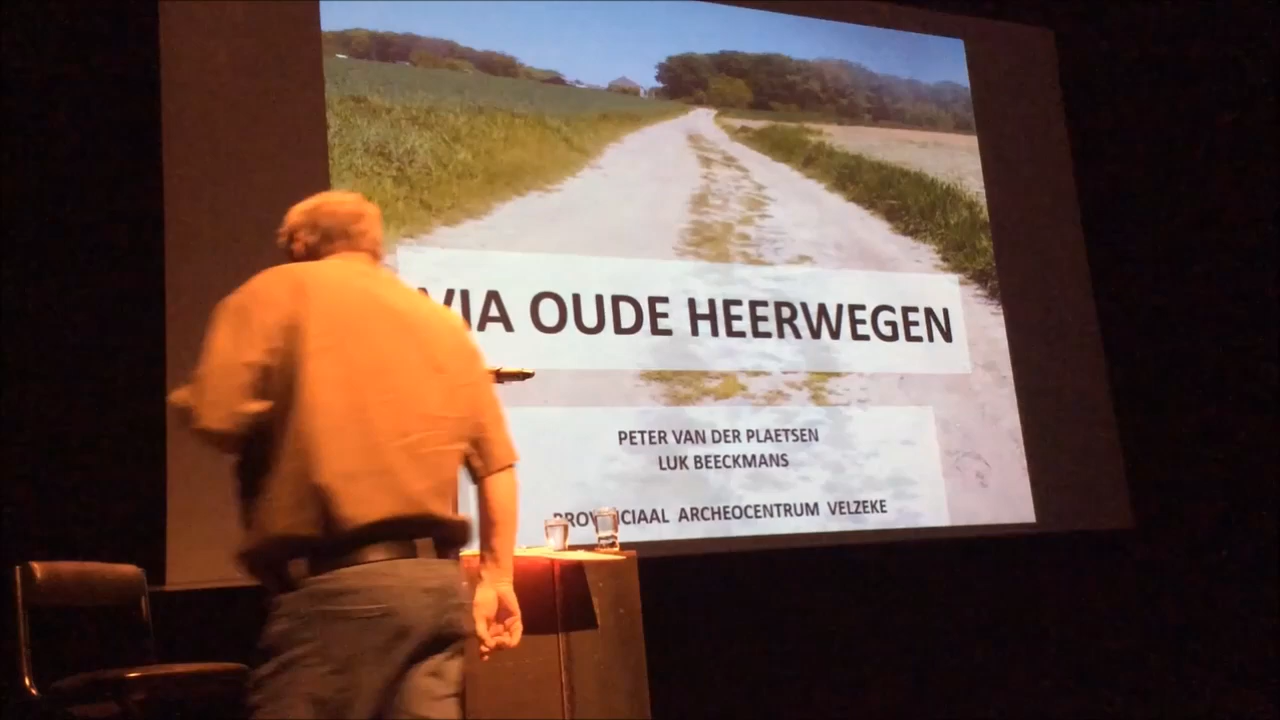 VIA OUDE HEERWEGEN
PETER VAN DER PLAETSEN
LUK BEECKMANS
PROVINCIAAL ARCHEOCENTRUM VELZEKE